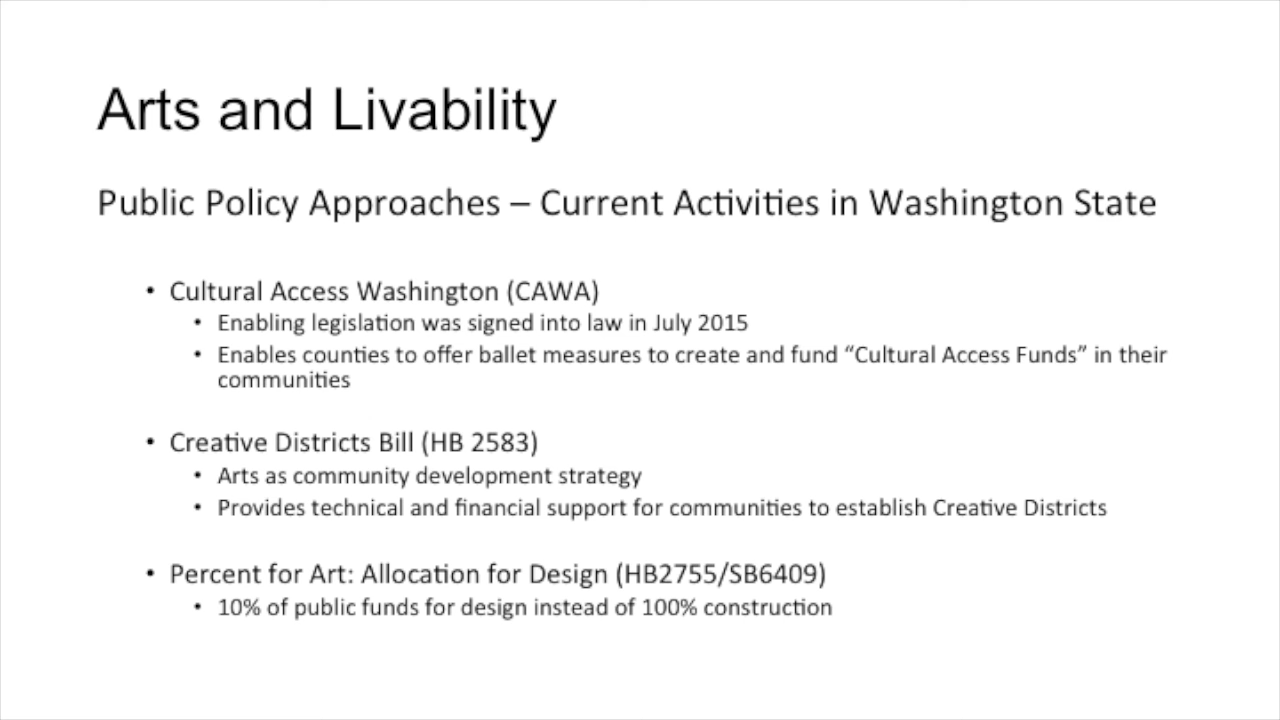 Arts and Livability
Public Policy Approaches – Current Activities in Washington State
• Cultural Access Washington (CAWA)
• Enabling legislation was signed into law in July 2015
• Enables counties to offer ballet measures to create and fund “Cultural Access Funds” in their
communities
• Creative Districts Bill (HB 2583)
• Arts as community development strategy
• Provides technical and financial support for communities to establish Creative Districts
• Percent for Art: Allocation for Design (HB2755/SB6409)
• 10% of public funds for design instead of 100% construction